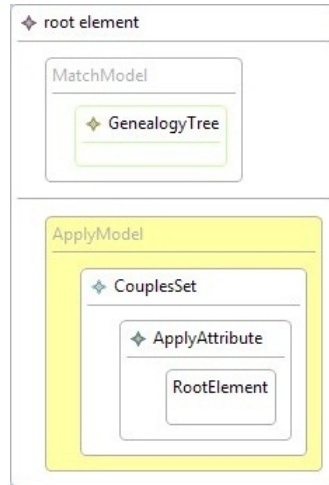 root element
MatchModel
GenealogyTree
ApplyModel
CouplesSet
ApplyAttribute
RootElement